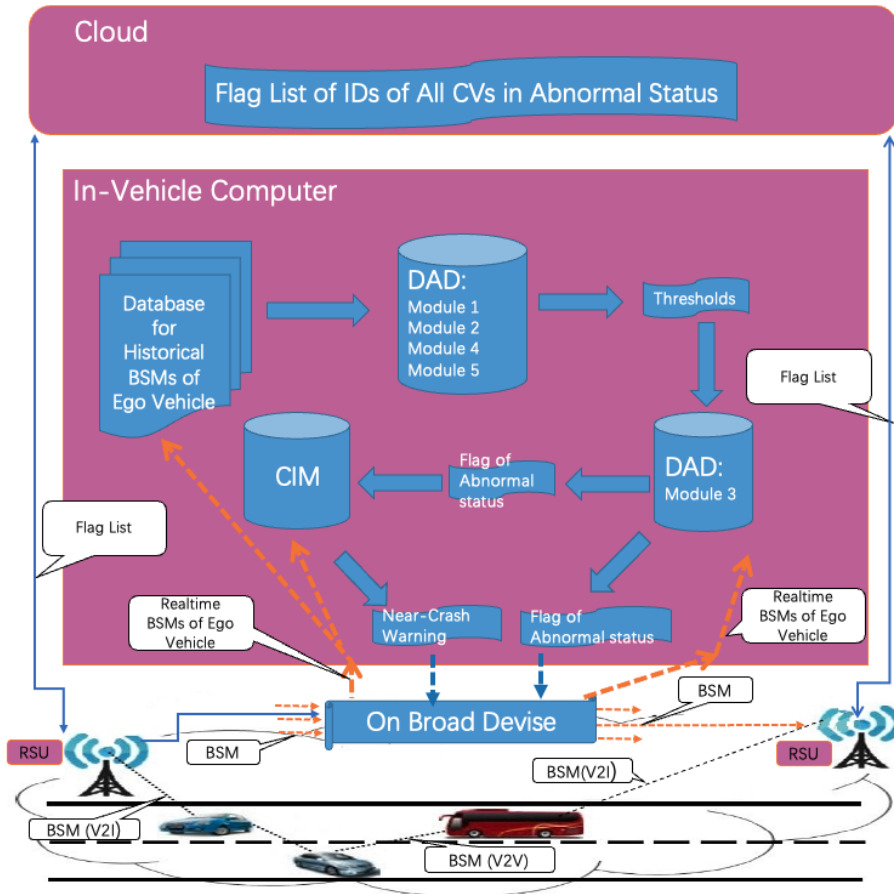 Cloud
Flag List of IDs of All CVs in Abnormal Status
In-Vehicle Computer
Database
for
Historical
BSMs of
Ego Vehicle
DAD:
Module 1
Module 2
Module 4
Module 5
Thresholds
Flag List
CIM
Flag of
Abnormal
status
DAD:
Module 3
Flag List
Realtime
BSMs of Ego
Vehicle
Near-Crash
Warning
Flag of
Abnormal status
Realtime
BSMs of Ego
Vehicle
BSM
On Broad Devise
RSU
BSM
RSU
BSM(V2I)
BSM (V2I)
BSM (V2V)